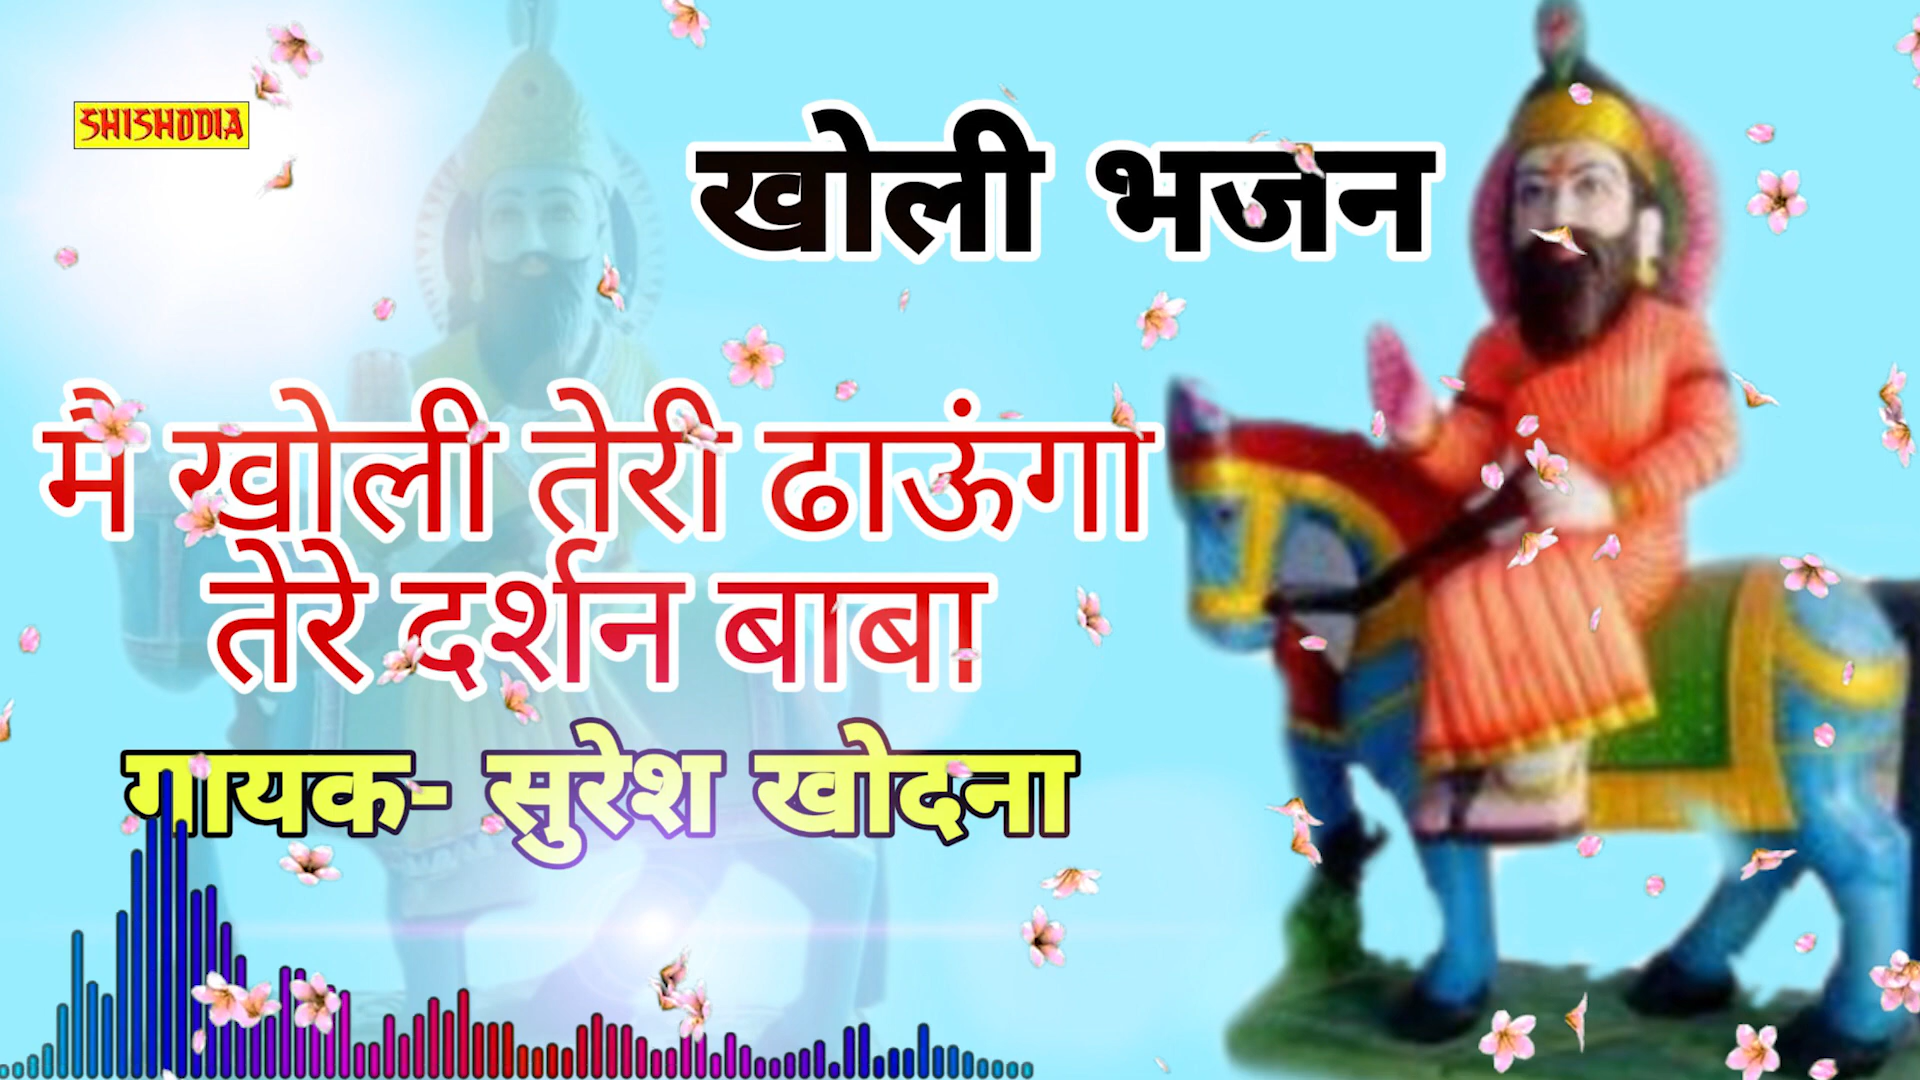 SHISHODIA
खोली भजन
मै खोली तेरी ढाऊंगा
तेरे दर्शन बाबा
गायक- सुरेश खोदना